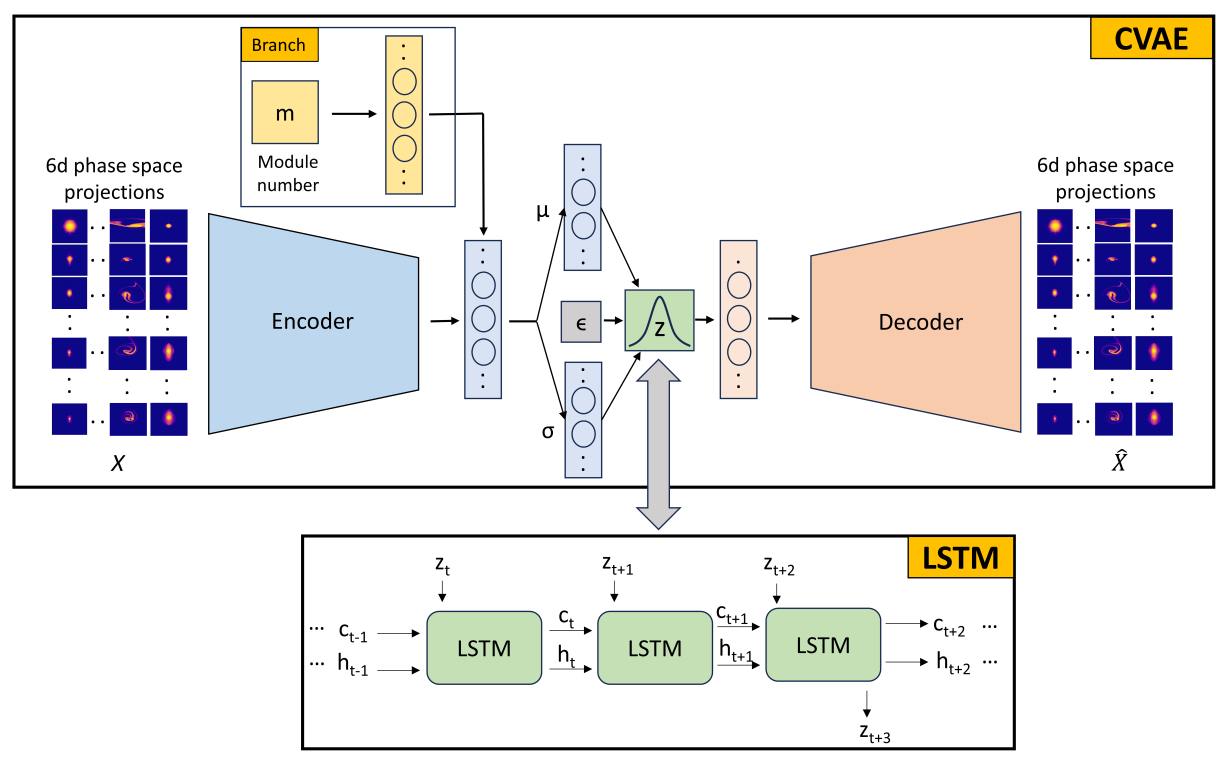 CVAE
Branch
m
Module
number
6d phase space
projections
Encoder
X
μ
ϵ
σ
z
Decoder
6d phase space
projections
X̂
LSTM
z_t
z_{t+1}
z_{t+2}
... c_{t-1}
... h_{t-1}
LSTM
c_t
h_t
LSTM
c_{t+1}
h_{t+1}
LSTM
c_{t+2} ...
h_{t+2} ...
z_{t+3}